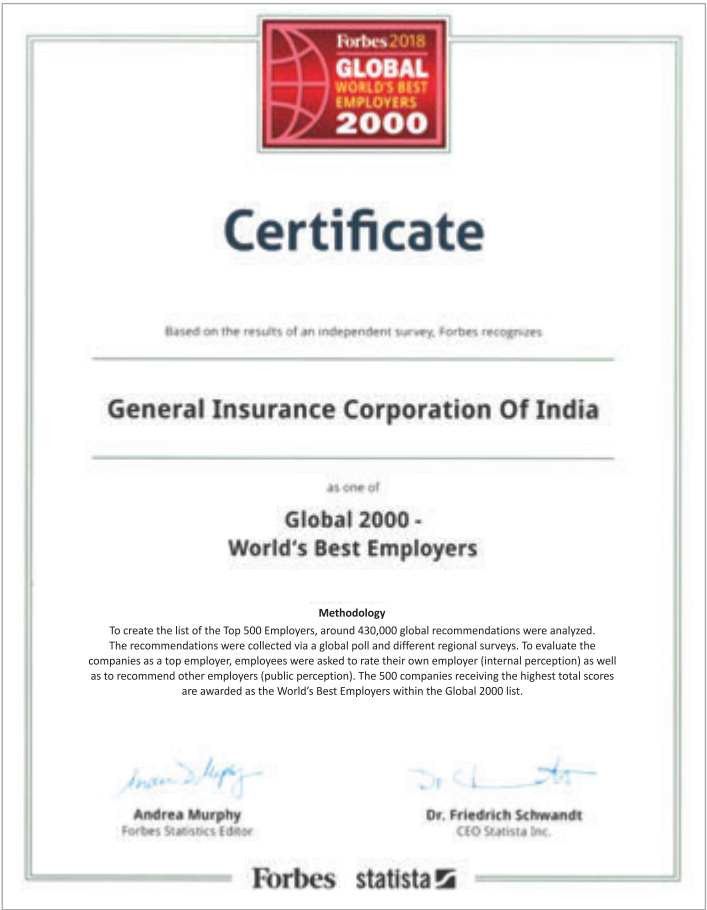 Forbes 2018
GLOBAL
WORLD'S BEST
EMPLOYERS
2000
Certificate
Based on the results of an independent survey, Forbes recognizes
General Insurance Corporation Of India
as one of
Global 2000 -
World's Best Employers
Methodology
To create the list of the Top 500 Employers, around 430,000 global recommendations were analyzed.
The recommendations were collected via a global poll and different regional surveys. To evaluate the
companies as a top employer, employees were asked to rate their own employer (internal perception) as well
as to recommend other employers (public perception). The 500 companies receiving the highest total scores
are awarded as the World's Best Employers within the Global 2000 list.
Andrea Murphy
Forbes Statistics Editor
Dr. Friedrich Schwandt
CEO Statista Inc.
Forbes statista